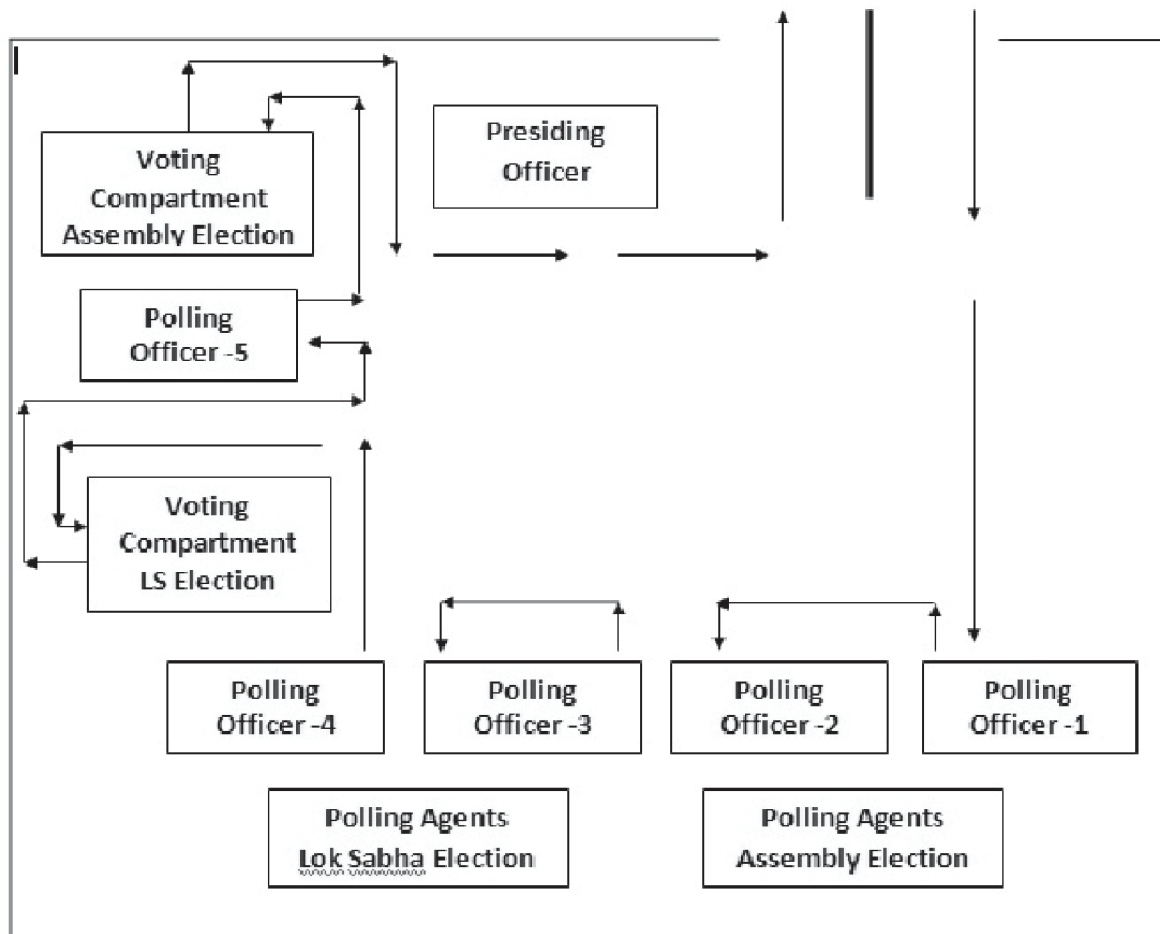 Presiding
Officer
Voting
Compartment
Assembly Election
Polling
Officer -5
Voting
Compartment
LS Election
Polling
Officer -4
Polling
Officer -3
Polling
Officer -2
Polling
Officer -1
Polling Agents
Lok Sabha Election
Polling Agents
Assembly Election